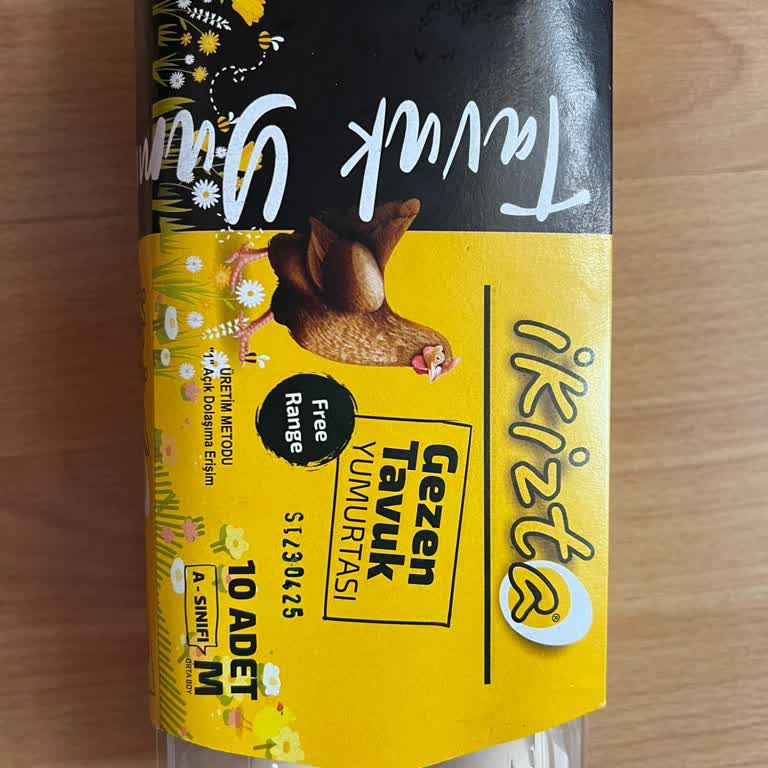 Tavuk Yum
ikizta®
Gezen
Tavuk
YUMURTASI
Free
Range
ÜRETİM METODU
"1" Açık Dolaşıma Erişim
10 ADET
A - SINIFI
M
ORTA BOY